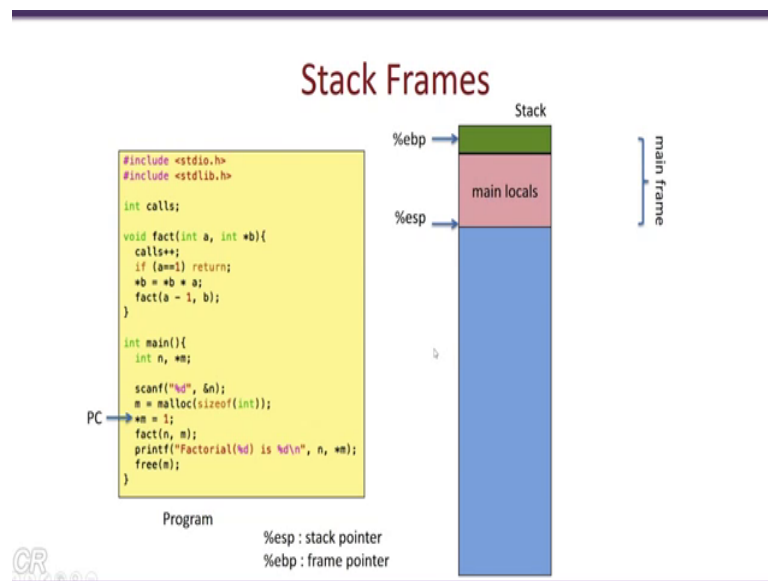 Stack Frames
Stack
%ebp
main locals
%esp
main frame
#include <stdio.h>
#include <stdlib.h>
int calls;
void fact(int a, int *b){
calls++;
if (a==1) return;
*b = *b * a;
fact(a - 1, b);
}
int main(){
int n, *m;
scanf("%d", &n);
m = malloc(sizeof(int));
PC
*m = 1;
fact(n, m);
printf("Factorial(%d) is %d\n", n, *m);
free(m);
}
Program
%esp : stack pointer
%ebp : frame pointer
CR